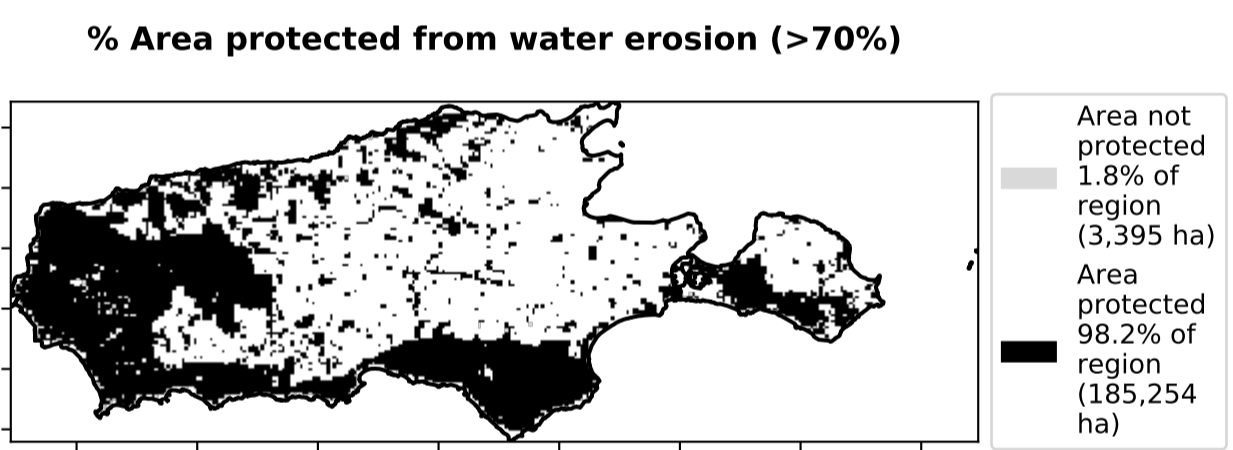 % Area protected from water erosion (>70%)
Area not
protected
1.8% of
region
(3,395 ha)
Area
protected
98.2% of
region
(185,254
ha)